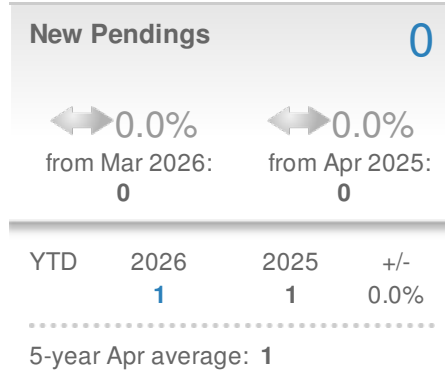 New Pendings 0
0.0% 0.0%
from Mar 2026: from Apr 2025:
0 0
YTD 2026 2025 +/-
1 1 0.0%
5-year Apr average: 1